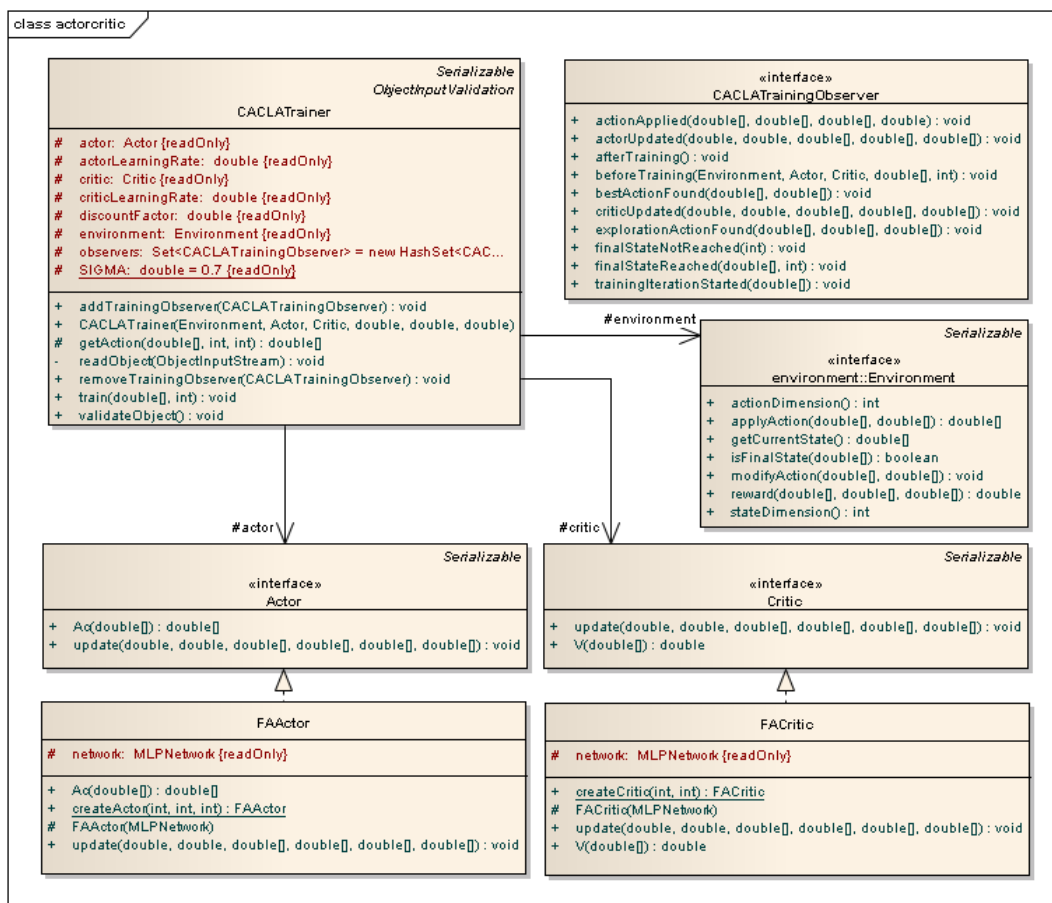 class actorcritic
Serializable
ObjectInputValidation
CACLATrainer
# actor: Actor {readOnly}
# actorLearningRate: double {readOnly}
# critic: Critic {readOnly}
# criticLearningRate: double {readOnly}
# discountFactor: double {readOnly}
# environment: Environment {readOnly}
# observers: Set<CACLATrainingObserver> = new HashSet<CAC...
# SIGMA: double = 0.7 {readOnly}
+ addTrainingObserver(CACLATrainingObserver) : void
+ CACLATrainer(Environment, Actor, Critic, double, double, double)
# getAction(double[], int, int) : double[]
- readObject(ObjectInputStream) : void
+ removeTrainingObserver(CACLATrainingObserver) : void
+ train(double[], int) : void
+ validateObject() : void
«interface»
CACLATrainingObserver
+ actionApplied(double[], double[], double[], double) : void
+ actorUpdated(double, double, double[], double[], double[], double[]) : void
+ afterTraining() : void
+ beforeTraining(Environment, Actor, Critic, double[], int) : void
+ bestActionFound(double[], double[]) : void
+ criticUpdated(double, double, double[], double[], double[], double[]) : void
+ explorationActionFound(double[], double[]) : void
+ finalStateNotReached(int) : void
+ finalStateReached(double[], int) : void
+ trainingIterationStarted(double[]) : void
#environment
Serializable
«interface»
environment::Environment
+ actionDimension() : int
+ applyAction(double[], double[]) : double[]
+ getCurrentState() : double[]
+ isFinalState(double[]) : boolean
+ modifyAction(double[], double[]) : void
+ reward(double[], double[], double[]) : double
+ stateDimension() : int
#actor
#critic
Serializable
«interface»
Actor
+ Ac(double[]) : double[]
+ update(double, double, double[], double[], double[], double[]) : void
Serializable
«interface»
Critic
+ update(double, double, double[], double[], double[], double[]) : void
+ V(double[]) : double
FAActor
# network: MLPNetwork {readOnly}
+ Ac(double[]) : double[]
+ createActor(int, int, int) : FAActor
# FAActor(MLPNetwork)
+ update(double, double, double[], double[], double[], double[]) : void
FACritic
# network: MLPNetwork {readOnly}
+ createCritic(int, int) : FACritic
# FACritic(MLPNetwork)
+ update(double, double, double[], double[], double[], double[]) : void
+ V(double[]) : double